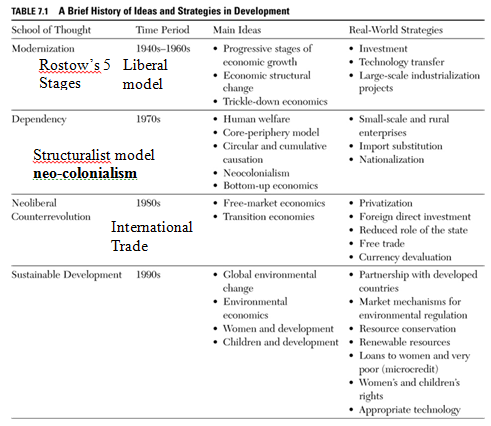 TABLE 7.1 A Brief History of Ideas and Strategies in Development
School of Thought Time Period Main Ideas Real-World Strategies
Modernization 1940s–1960s • Progressive stages of economic growth • Investment
Rostow's 5 Stages Liberal model
• Economic structural change • Technology transfer
• Trickle-down economics • Large-scale industrialization projects
Dependency 1970s • Human welfare • Small-scale and rural enterprises
• Core-periphery model
• Circular and cumulative causation • Import substitution
• Nationalization
Structuralist model
neo-colonialism
• Neocolonialism
• Bottom-up economics
Neoliberal Counterrevolution 1980s • Free-market economics • Privatization
International Trade
• Transition economies • Foreign direct investment
• Reduced role of the state
• Free trade
• Currency devaluation
Sustainable Development 1990s • Global environmental change • Partnership with developed countries
• Environmental economics • Market mechanisms for environmental regulation
• Women and development • Resource conservation
• Children and development • Renewable resources
• Loans to women and very poor (microcredit)
• Women's and children's rights
• Appropriate technology